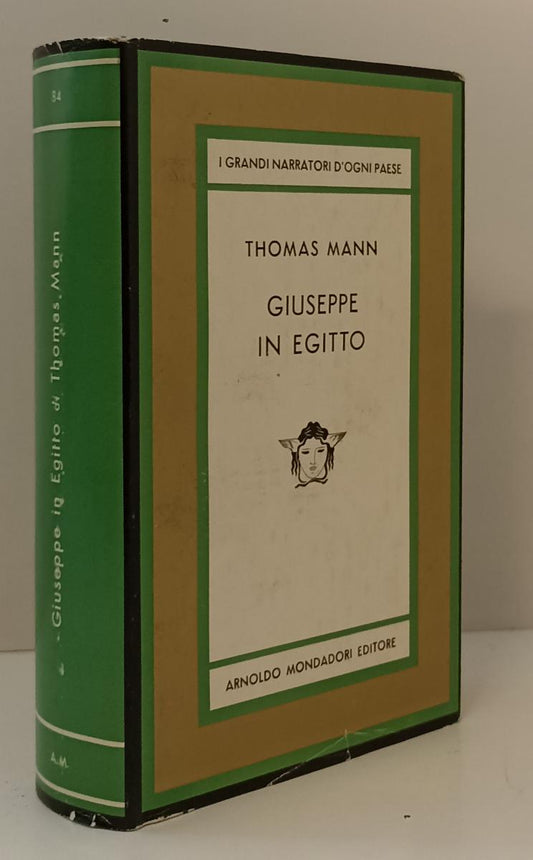 84
Giuseppe in Egitto di Thomas Mann
A.M.
I GRANDI NARRATORI D'OGNI PAESE
THOMAS MANN
GIUSEPPE
IN EGITTO
ARNOLDO MONDADORI EDITORE